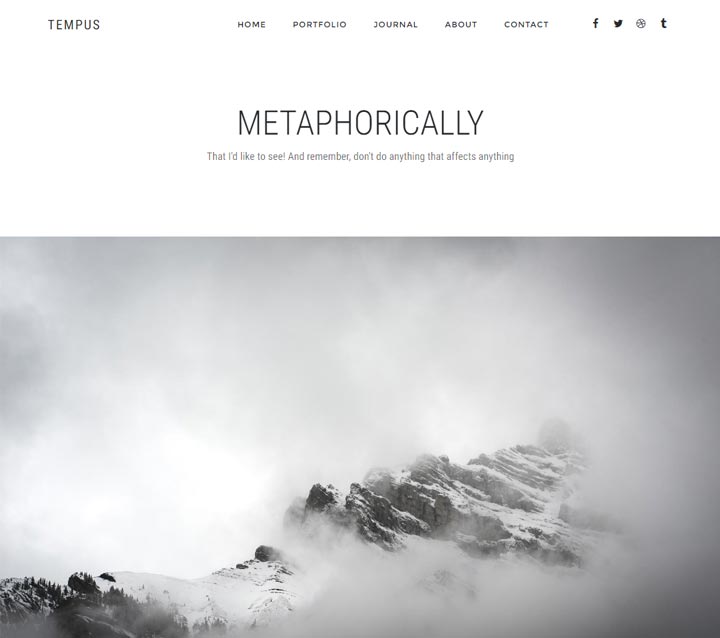 TEMPUS
HOME PORTFOLIO JOURNAL ABOUT CONTACT
METAPHORICALLY
That I'd like to see! And remember, don't do anything that affects anything